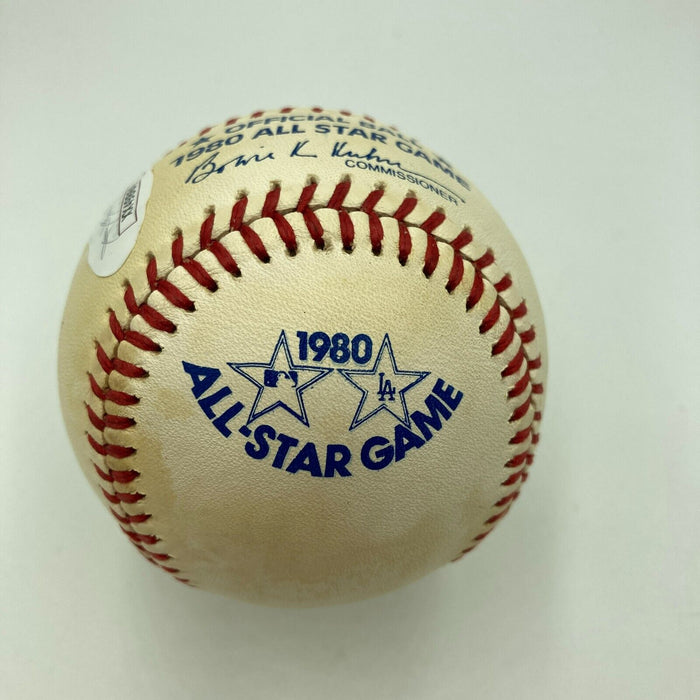 ★ OFFICIAL BALL
1980 ALL STAR GAME
Bowie K Kuhn
COMMISSIONER
1980
LA
ALL-STAR GAME